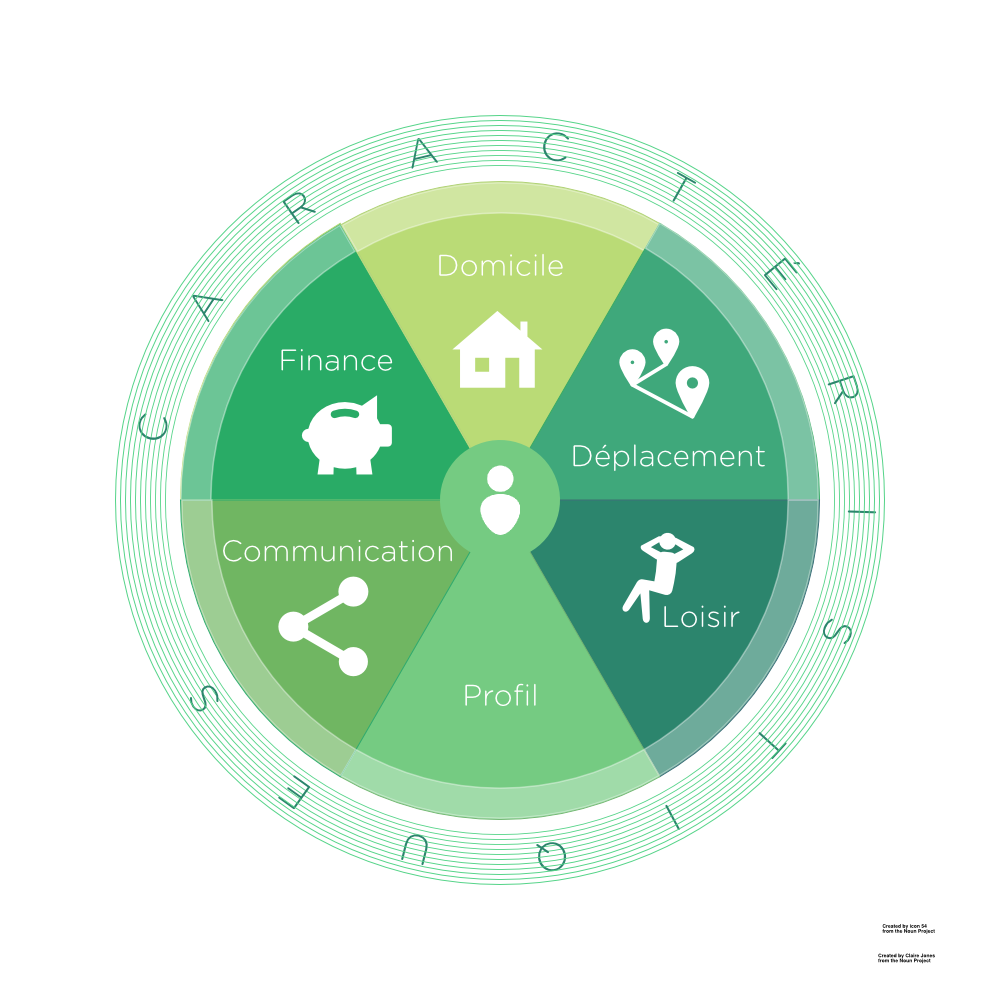 CARACTÉRISTIQUES
Domicile
Finance
Déplacement
Communication
Loisir
Profil
Created by icon 54
from the Noun Project
Created by Claire Jones
from the Noun Project